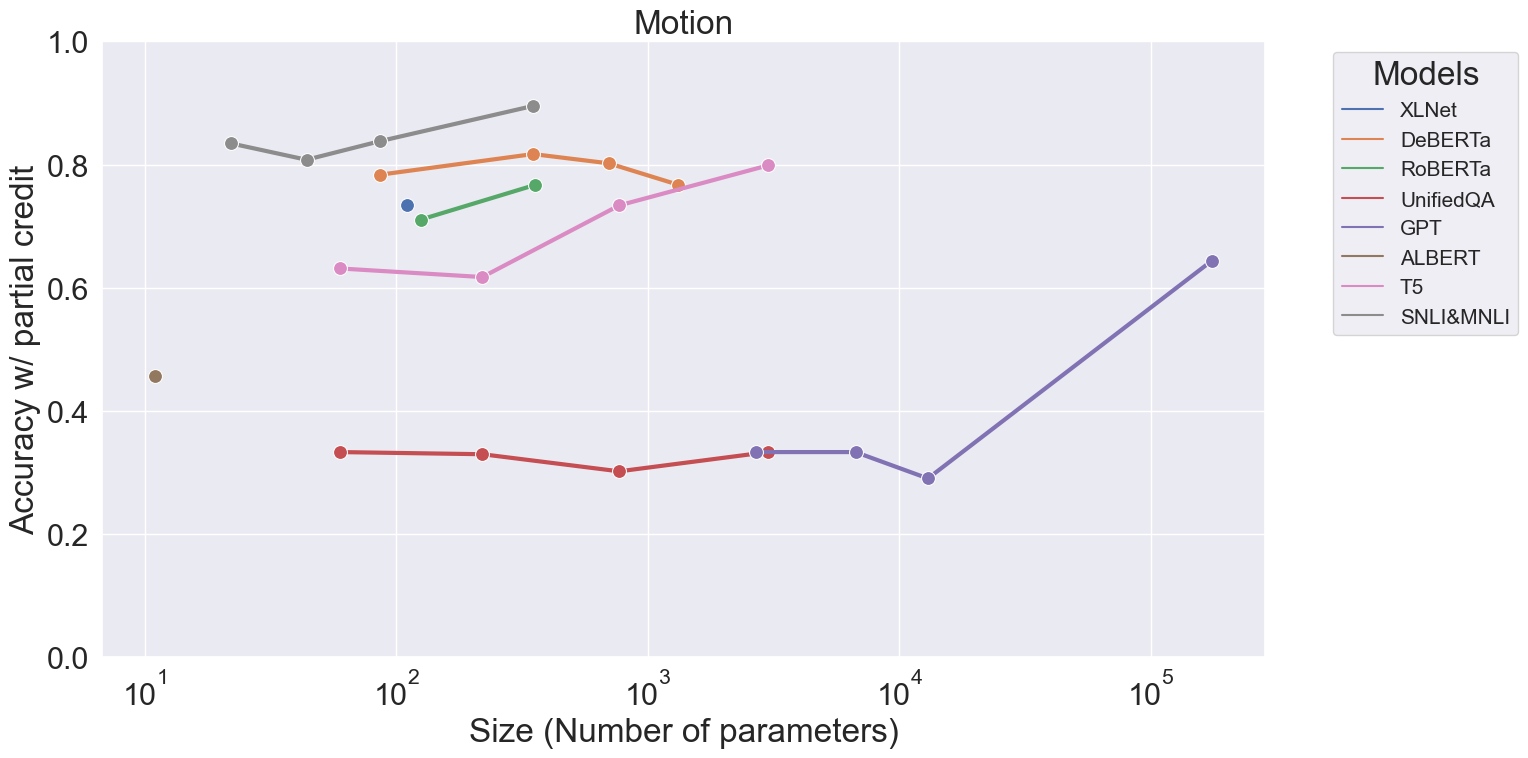 Motion
Accuracy w/ partial credit
1.0
0.8
0.6
0.4
0.2
0.0
10^1 10^2 10^3 10^4 10^5
Size (Number of parameters)
Models
XLNet
DeBERTa
RoBERTa
UnifiedQA
GPT
ALBERT
T5
SNLI&MNLI